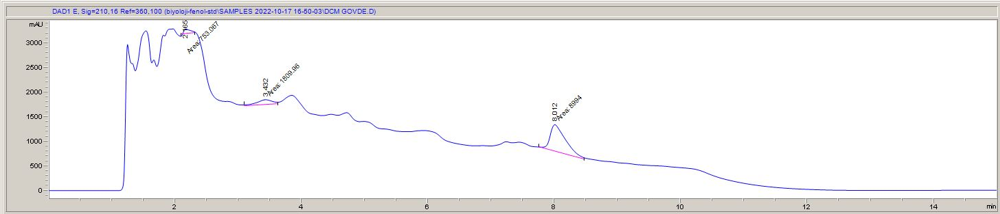 DAD1 E, Sig=210,16 Ref=360,100 (biyoloji-fenol-std\SAMPLES 2022-10-17 16-50-03\DCM GOVDE.D)
mAU
3000
2500
2000
1500
1000
500
0
2.165
Area: 753.067
3.432
Area: 1809.96
8.012
Area: 8994
2
4
6
8
10
12
14
min